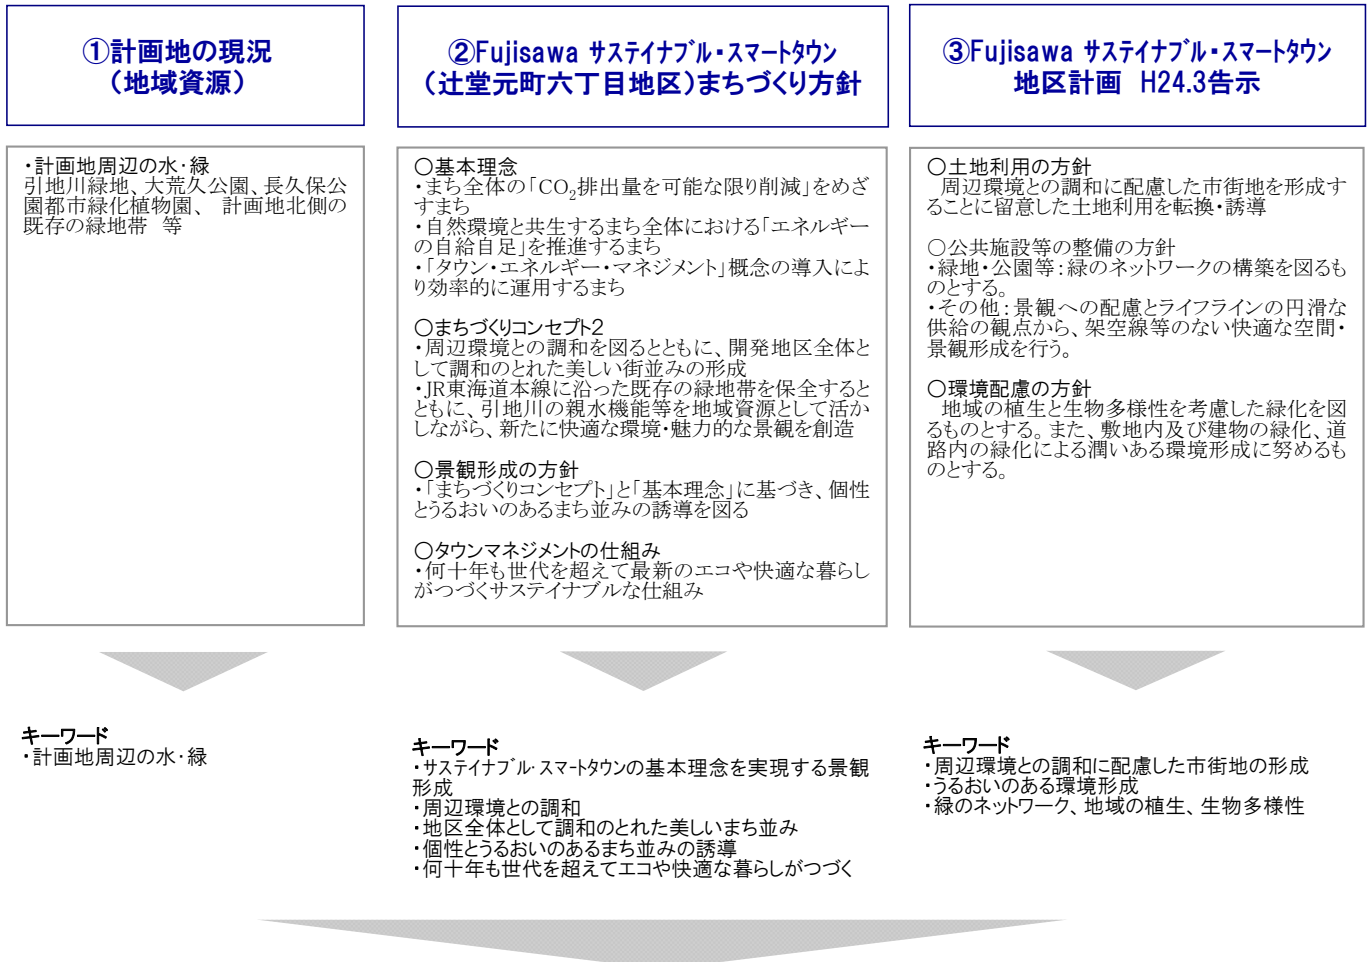 ①計画地の現況
（地域資源）
・計画地周辺の水・緑
引地川緑地、大荒久公園、長久保公
園都市緑化植物園、 計画地北側の
既存の緑地帯 等
キーワード
・計画地周辺の水・緑
②Fujisawa サステイナブル・スマートタウン
（辻堂元町六丁目地区）まちづくり方針
○基本理念
・まち全体の「CO₂排出量を可能な限り削減」をめざ
すまち
・自然環境と共生するまち全体における「エネルギー
の自給自足」を推進するまち
・「タウン・エネルギー・マネジメント」概念の導入によ
り効率的に運用するまち
○まちづくりコンセプト2
・周辺環境との調和を図るとともに、開発地区全体と
して調和のとれた美しい街並みの形成
・JR東海道本線に沿った既存の緑地帯を保全すると
ともに、引地川の親水機能等を地域資源として活か
しながら、新たに快適な環境・魅力的な景観を創造
○景観形成の方針
・「まちづくりコンセプト」と「基本理念」に基づき、個性
とうるおいのあるまち並みの誘導を図る
○タウンマネジメントの仕組み
・何十年も世代を超えて最新のエコや快適な暮らし
がつづくサステイナブルな仕組み
キーワード
・サステイナブル・スマートタウンの基本理念を実現する景観
形成
・周辺環境との調和
・地区全体として調和のとれた美しいまち並み
・個性とうるおいのあるまち並みの誘導
・何十年も世代を超えてエコや快適な暮らしがつづく
③Fujisawa サステイナブル・スマートタウン
地区計画 H24.3告示
○土地利用の方針
周辺環境との調和に配慮した市街地を形成す
ることに留意した土地利用を転換・誘導
○公共施設等の整備の方針
・緑地・公園等：緑のネットワークの構築を図るも
のとする。
・その他：景観への配慮とライフラインの円滑な
供給の観点から、架空線等のない快適な空間・
景観形成を行う。
○環境配慮の方針
地域の植生と生物多様性を考慮した緑化を図
るものとする。また、敷地内及び建物の緑化、道
路内の緑化による潤いある環境形成に努めるも
のとする。
キーワード
・周辺環境との調和に配慮した市街地の形成
・うるおいのある環境形成
・緑のネットワーク、地域の植生、生物多様性